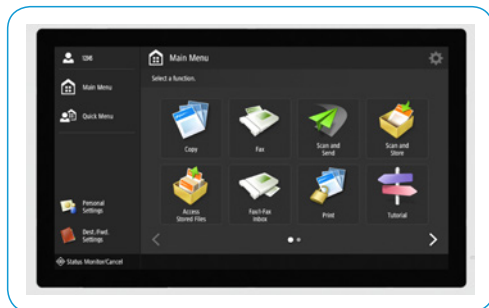 1246
Main Menu
Quick Menu
Personal
Settings
Dest./Fwd.
Settings
Status Monitor/Cancel
Main Menu
Select a function.
Copy
Fax
Scan and
Send
Scan and
Store
Access
Stored Files
Fax/I-Fax
Inbox
Print
Tutorial